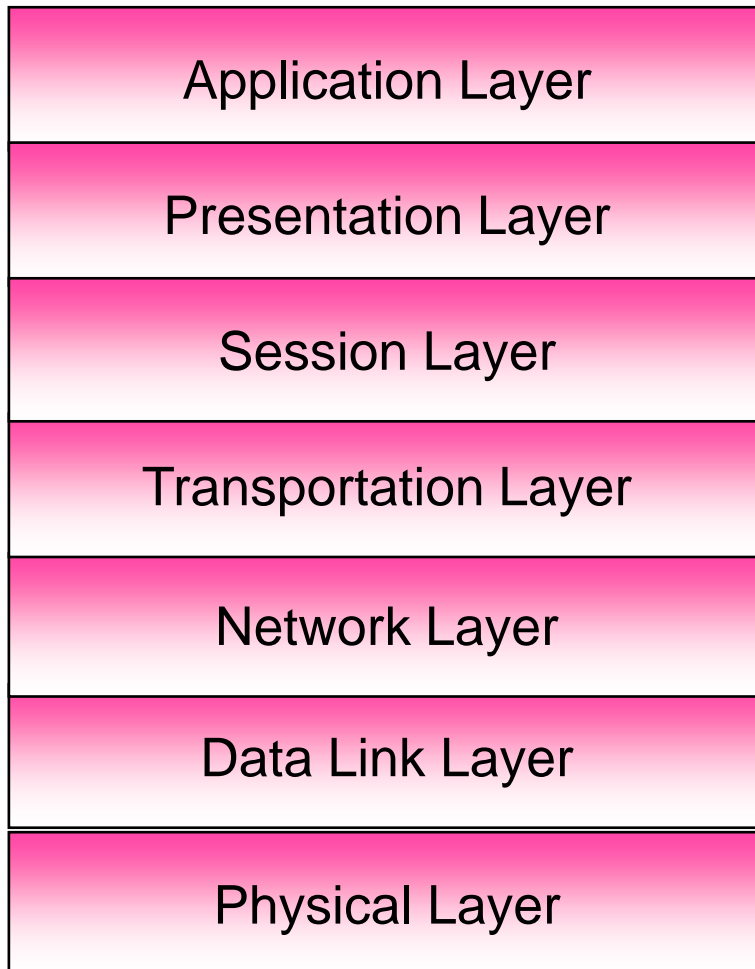 Application Layer
Presentation Layer
Session Layer
Transportation Layer
Network Layer
Data Link Layer
Physical Layer